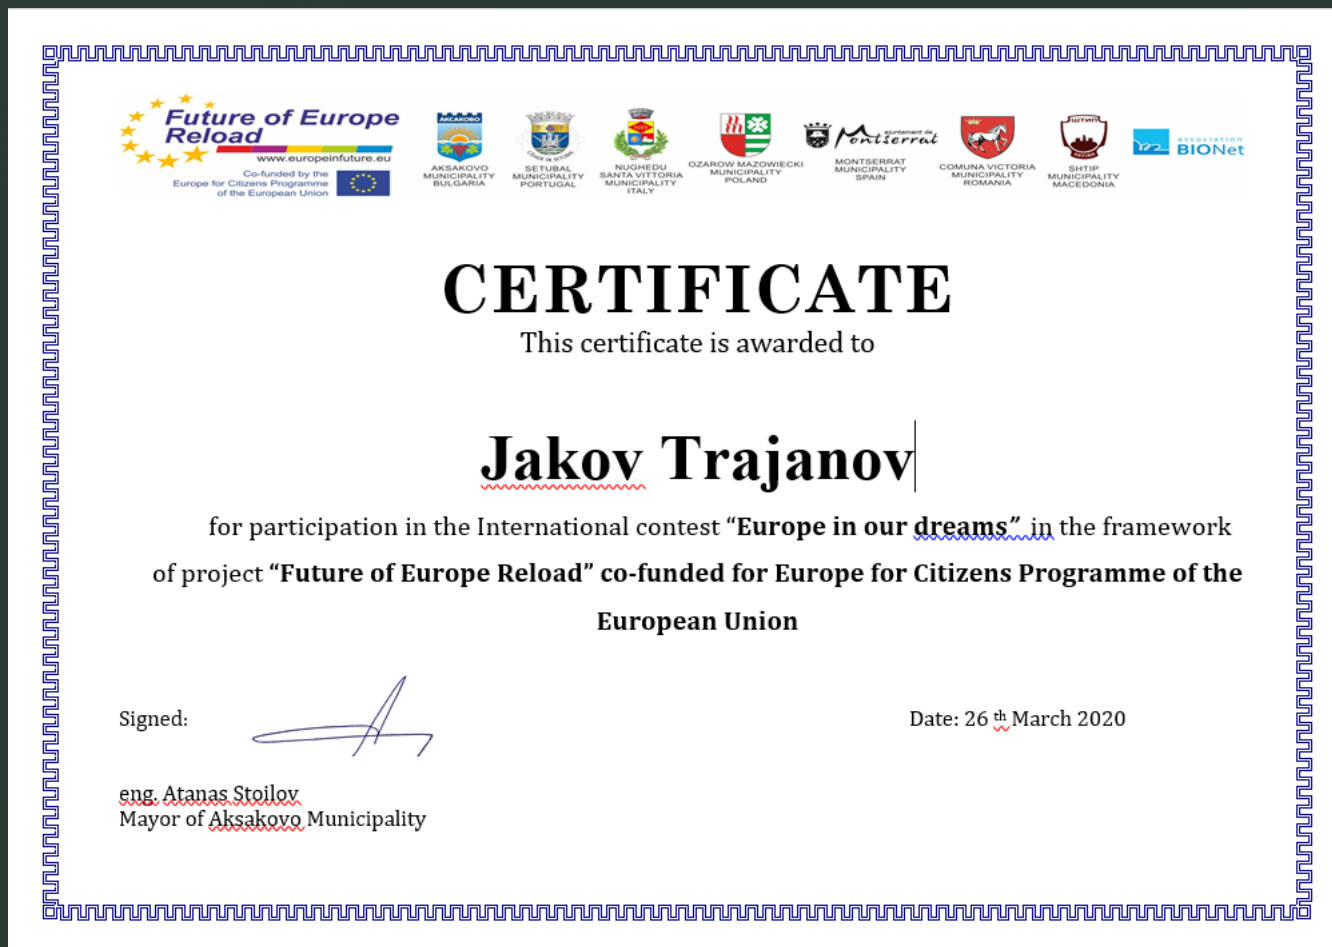 Future of Europe
Reload
www.europeinfuture.eu
Co-funded by the
Europe for Citizens Programme
of the European Union
АКСАКОВО
AKSAKOVO
MUNICIPALITY
BULGARIA
SETUBAL
MUNICIPALITY
PORTUGAL
NUGHEDU
SANTA VITTORIA
MUNICIPALITY
ITALY
OZAROW MAZOWIECKI
MUNICIPALITY
POLAND
ajuntament de
Montserrat
MONTSERRAT
MUNICIPALITY
SPAIN
COMUNA VICTORIA
MUNICIPALITY
ROMANIA
ШТИП
SHTIP
MUNICIPALITY
MACEDONIA
association
BIONet
CERTIFICATE
This certificate is awarded to
Jakov Trajanov
for participation in the International contest “Europe in our dreams” in the framework
of project “Future of Europe Reload” co-funded for Europe for Citizens Programme of the
European Union
Signed:
Date: 26 th March 2020
eng. Atanas Stoilov
Mayor of Aksakovo Municipality